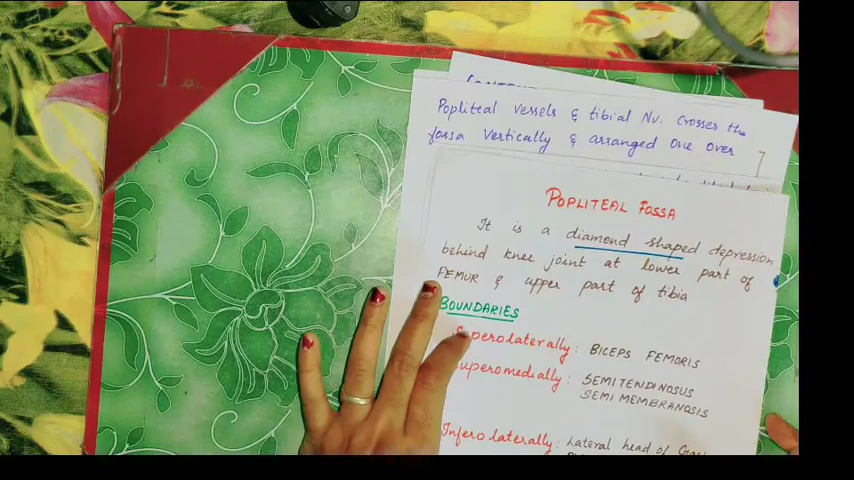 Popliteal vessels & tibial Nv. Crosses the
fossa Vertically & arranged One Over
POPLITEAL FOSSA
It is a diamond shaped depression
behind knee joint at lower part of
FEMUR & upper part of tibia
BOUNDARIES
Superolaterally : BICEPS FEMORIS
Superomedially : SEMITENDINOSUS
SEMI MEMBRANOSIS
Inferolaterally : Lateral head of